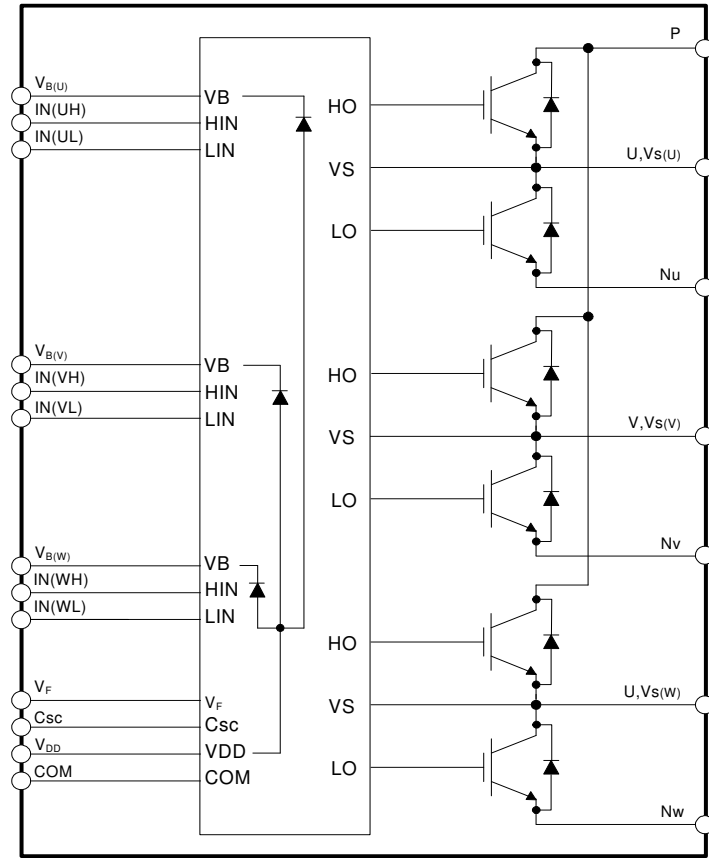 P
VB(U)
VB
HO
IN(UH)
HIN
IN(UL)
LIN
VS
U,Vs(U)
LO
Nu
VB(V)
VB
HO
IN(VH)
HIN
IN(VL)
LIN
VS
V,Vs(V)
LO
Nv
VB(W)
VB
IN(WH)
HIN
IN(WL)
LIN
HO
VF
VF
VS
U,Vs(W)
Csc
Csc
VDD
VDD
LO
COM
COM
Nw